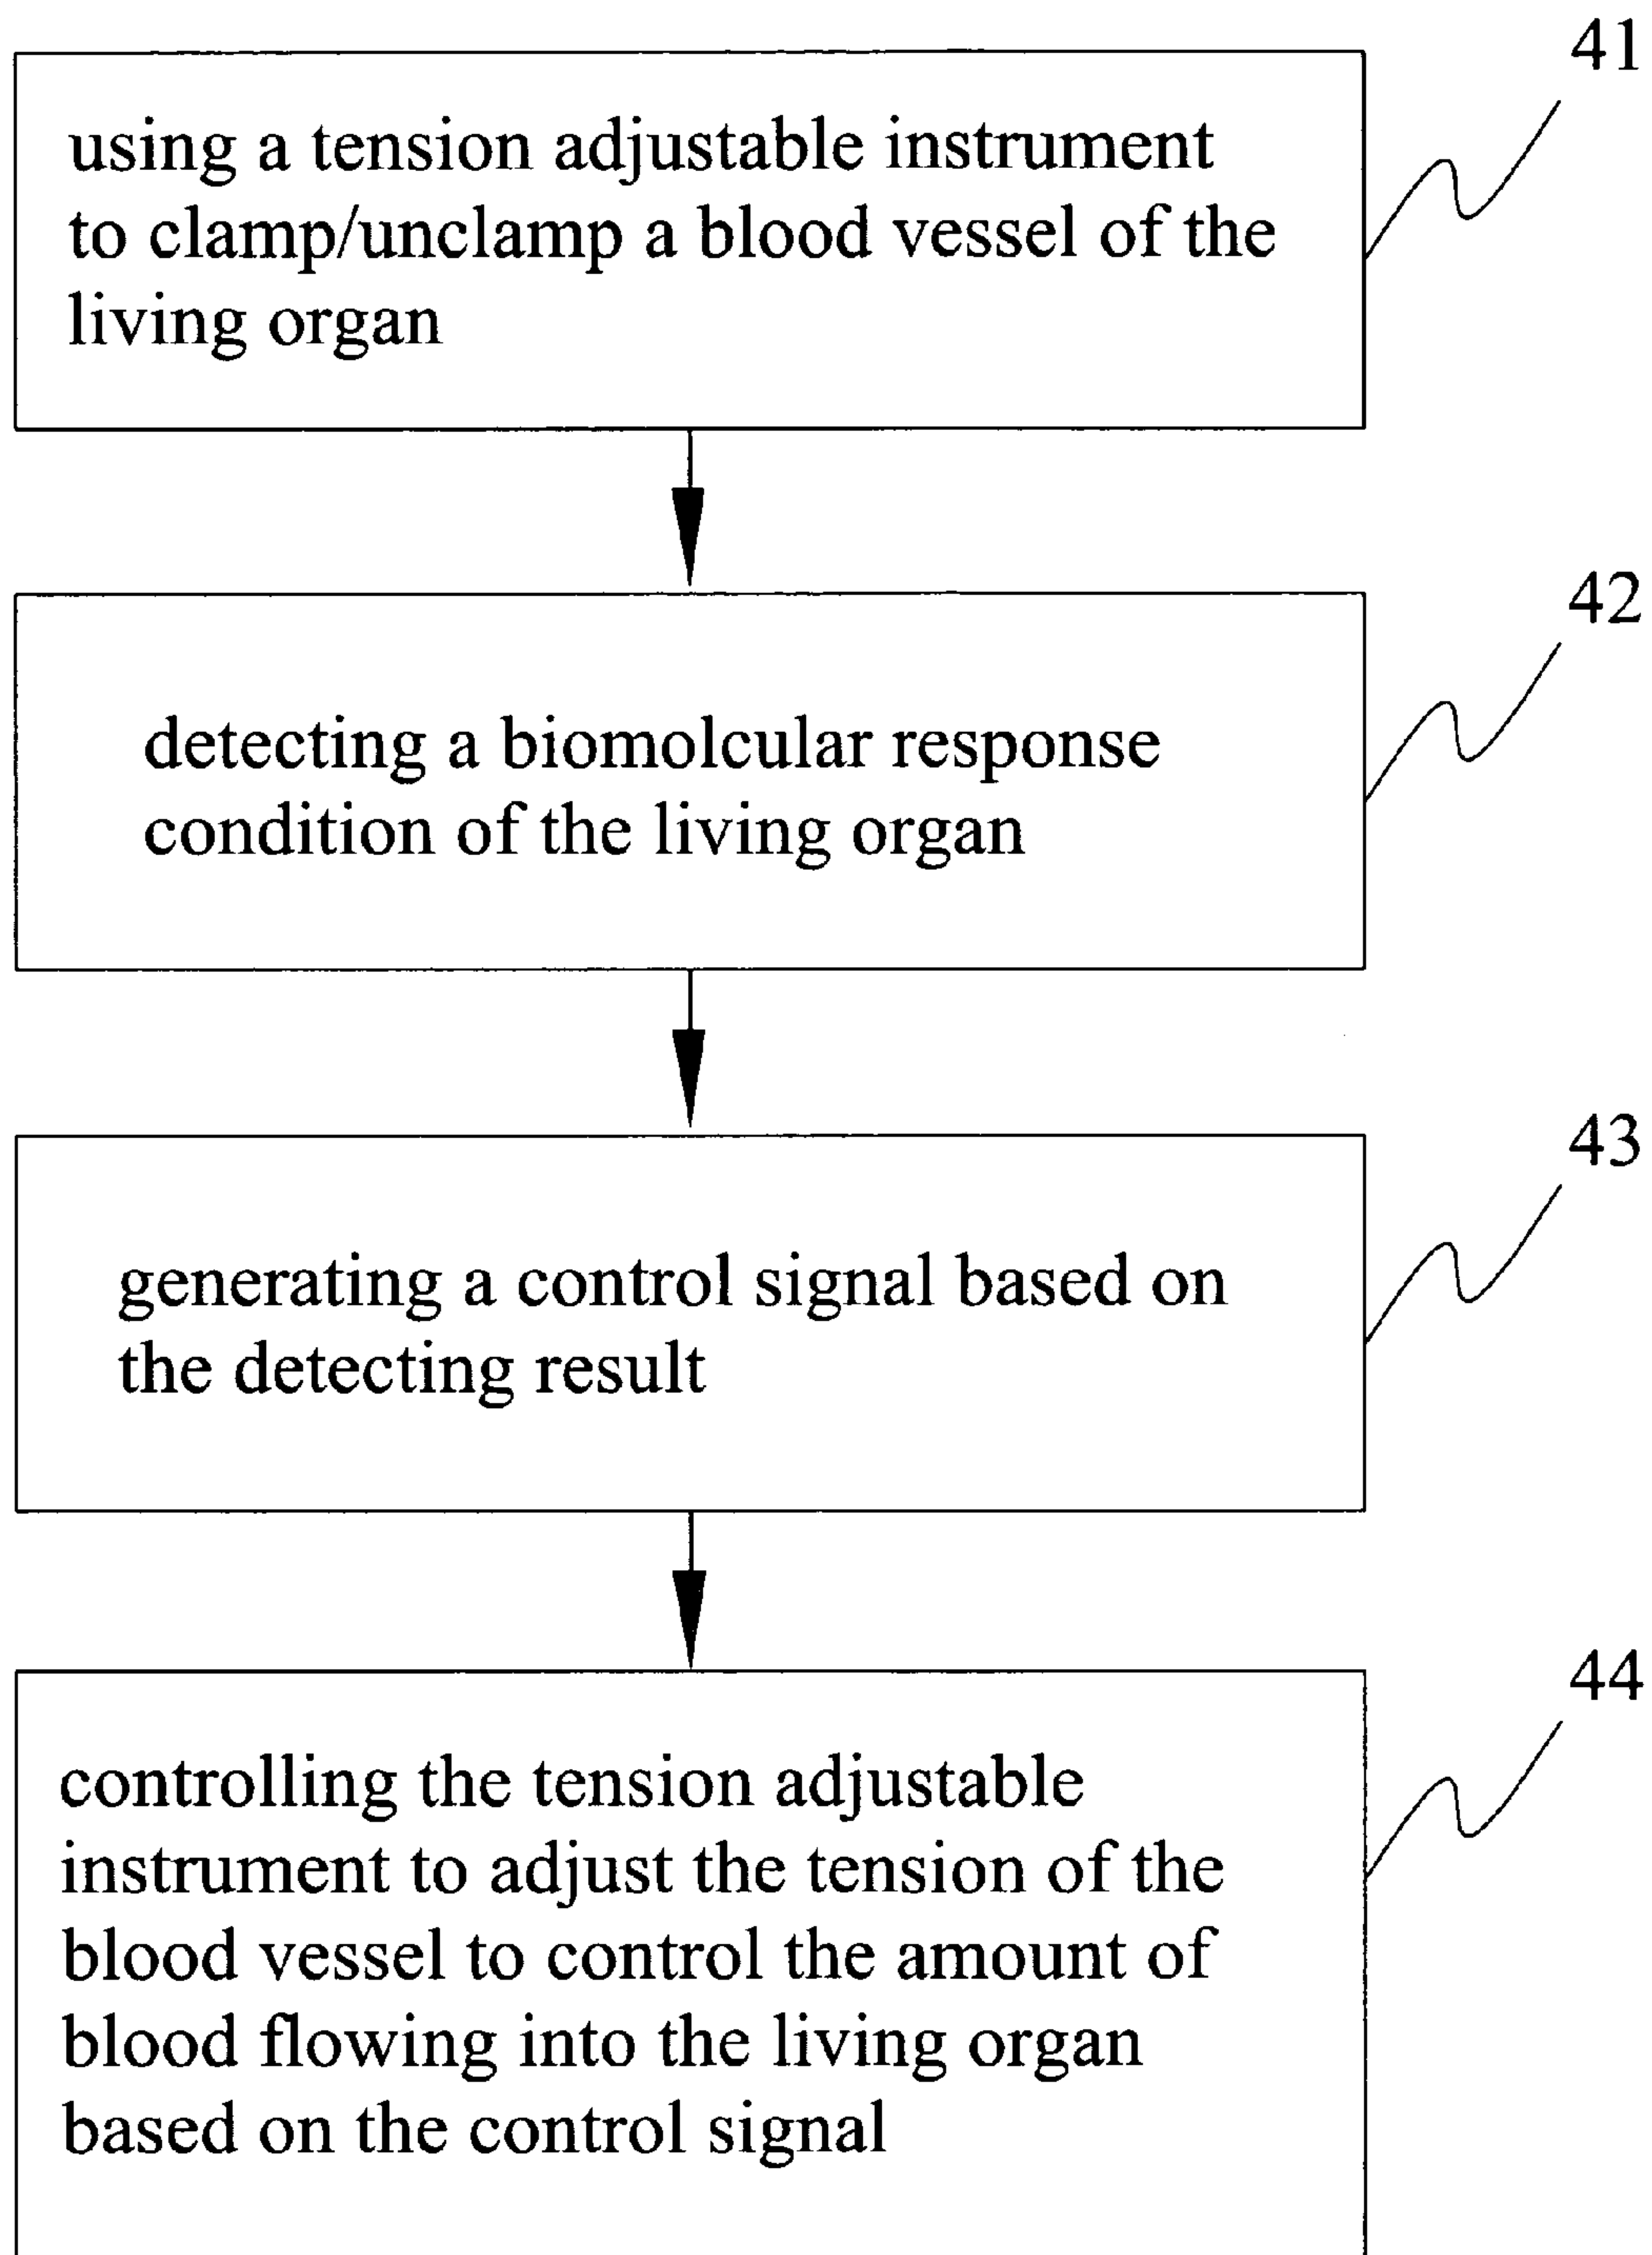 41
using a tension adjustable instrument
to clamp/unclamp a blood vessel of the
living organ
42
detecting a biomolcular response
condition of the living organ
43
generating a control signal based on
the detecting result
44
controlling the tension adjustable
instrument to adjust the tension of the
blood vessel to control the amount of
blood flowing into the living organ
based on the control signal